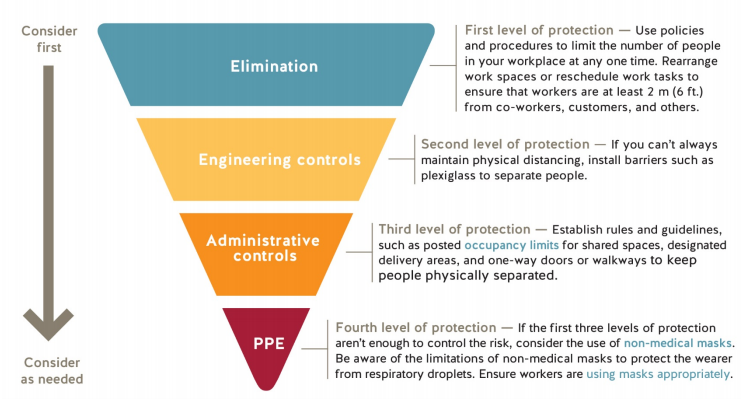 Consider
first
Elimination
First level of protection — Use policies
and procedures to limit the number of people
in your workplace at any one time. Rearrange
work spaces or reschedule work tasks to
ensure that workers are at least 2 m (6 ft.)
from co-workers, customers, and others.
Engineering controls
Second level of protection — If you can't always
maintain physical distancing, install barriers such as
plexiglass to separate people.
Administrative
controls
Third level of protection — Establish rules and guidelines,
such as posted occupancy limits for shared spaces, designated
delivery areas, and one-way doors or walkways to keep
people physically separated.
PPE
Fourth level of protection — If the first three levels of protection
aren't enough to control the risk, consider the use of non-medical masks.
Be aware of the limitations of non-medical masks to protect the wearer
from respiratory droplets. Ensure workers are using masks appropriately.
Consider
as needed